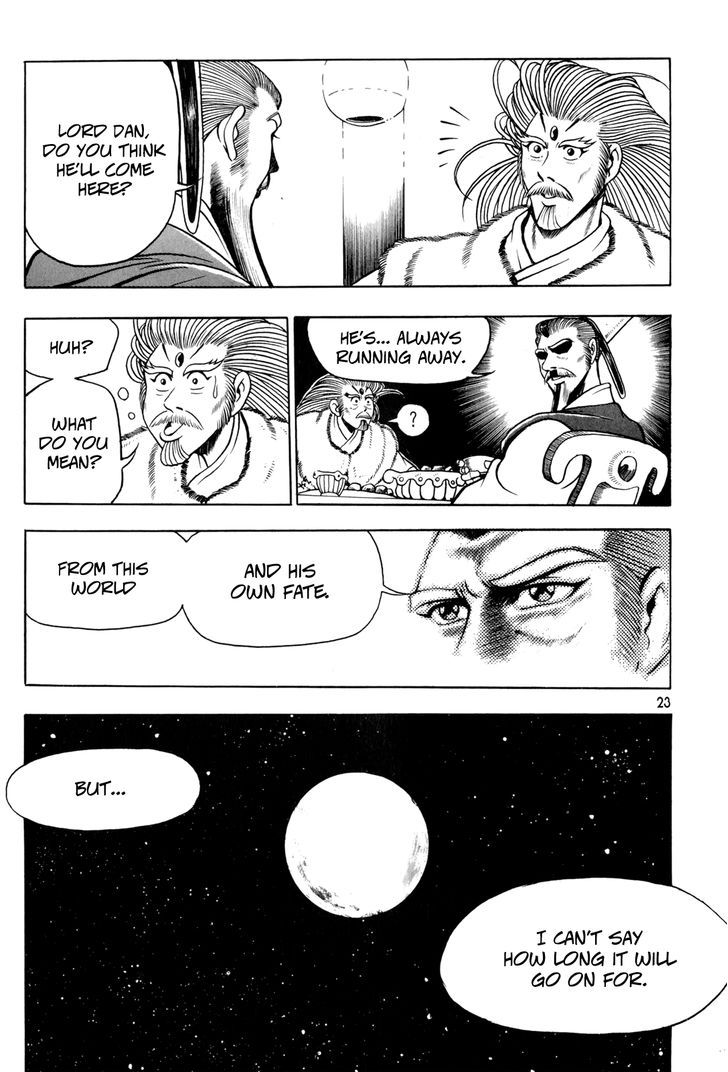 LORD DAN,
DO YOU THINK
HE'LL COME
HERE?
HUH?
WHAT
DO YOU
MEAN?
HE'S... ALWAYS
RUNNING AWAY.
?
FROM THIS
WORLD
AND HIS
OWN FATE.
23
BUT...
I CAN'T SAY
HOW LONG IT WILL
GO ON FOR.